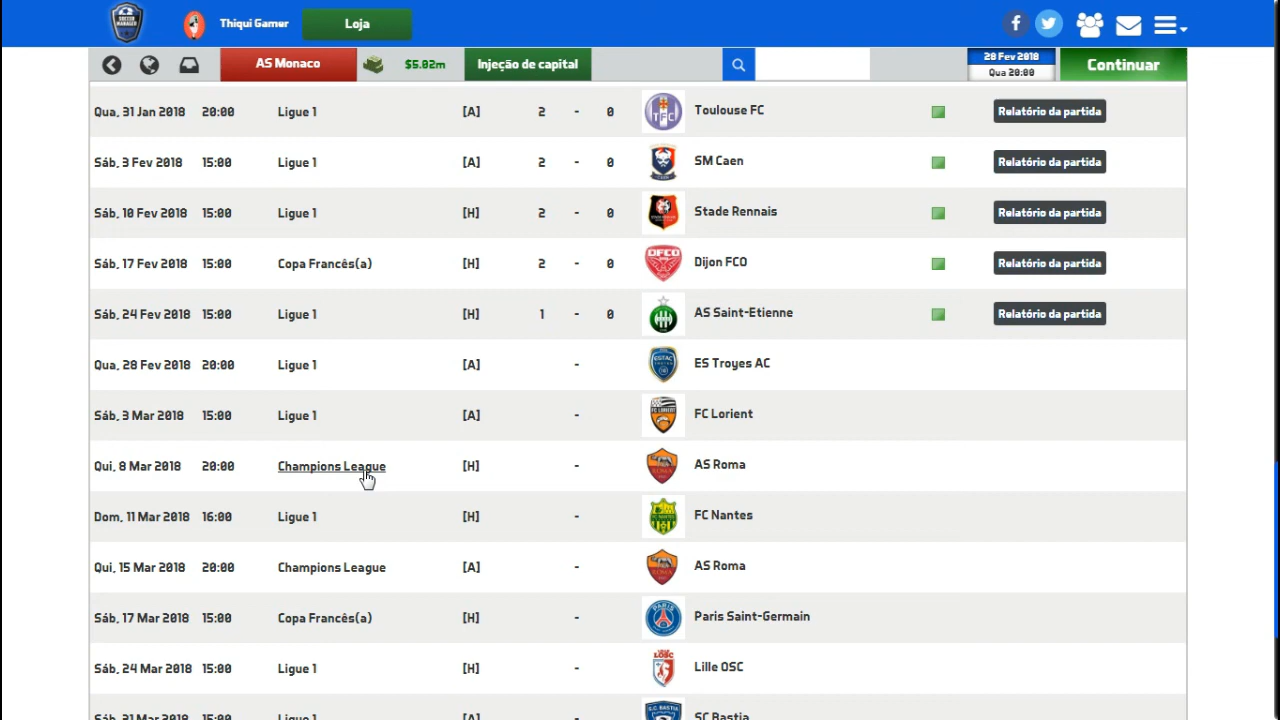 Thiqui Gamer Loja
AS Monaco $5.02m Injeção de capital 28 Fev 2018 Qua 20:00 Continuar
Qua, 31 Jan 2018 20:00 Ligue 1 [A] 2 - 0 Toulouse FC Relatório da partida
Sáb, 3 Fev 2018 15:00 Ligue 1 [A] 2 - 0 SM Caen Relatório da partida
Sáb, 10 Fev 2018 15:00 Ligue 1 [H] 2 - 0 Stade Rennais Relatório da partida
Sáb, 17 Fev 2018 15:00 Copa Francês(a) [H] 2 - 0 Dijon FCO Relatório da partida
Sáb, 24 Fev 2018 15:00 Ligue 1 [H] 1 - 0 AS Saint-Etienne Relatório da partida
Qua, 28 Fev 2018 20:00 Ligue 1 [A] - ES Troyes AC
Sáb, 3 Mar 2018 15:00 Ligue 1 [A] - FC Lorient
Qui, 8 Mar 2018 20:00 Champions League [H] - AS Roma
Dom, 11 Mar 2018 16:00 Ligue 1 [H] - FC Nantes
Qui, 15 Mar 2018 20:00 Champions League [A] - AS Roma
Sáb, 17 Mar 2018 15:00 Copa Francês(a) [H] - Paris Saint-Germain
Sáb, 24 Mar 2018 15:00 Ligue 1 [H] - Lille OSC
Sáb, 31 Mar 2018 15:00 Ligue 1 [A] - SC Bastia